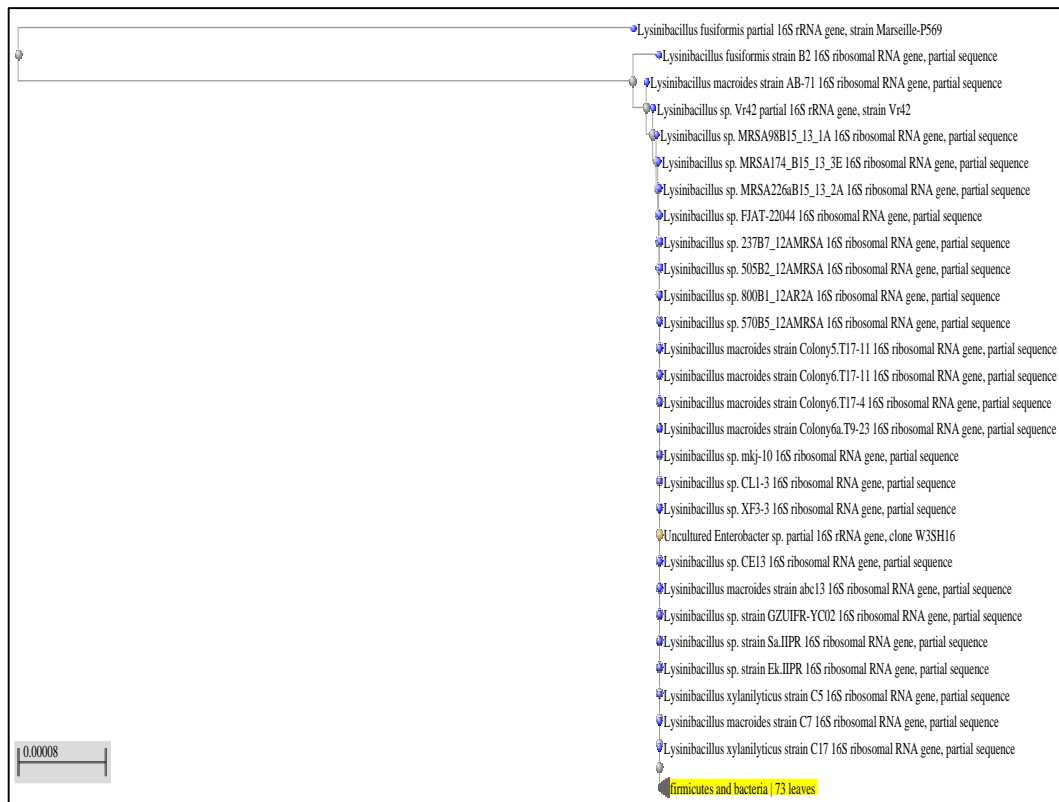 Lysinibacillus fusiformis partial 16S rRNA gene, strain Marseille-P569
Lysinibacillus fusiformis strain B2 16S ribosomal RNA gene, partial sequence
Lysinibacillus macroides strain AB-71 16S ribosomal RNA gene, partial sequence
Lysinibacillus sp. Vr42 partial 16S rRNA gene, strain Vr42
Lysinibacillus sp. MRSA98B15_13_1A 16S ribosomal RNA gene, partial sequence
Lysinibacillus sp. MRSA174_B15_13_3E 16S ribosomal RNA gene, partial sequence
Lysinibacillus sp. MRSA226aB15_13_2A 16S ribosomal RNA gene, partial sequence
Lysinibacillus sp. FJAT-22044 16S ribosomal RNA gene, partial sequence
Lysinibacillus sp. 237B7_12AMRSA 16S ribosomal RNA gene, partial sequence
Lysinibacillus sp. 505B2_12AMRSA 16S ribosomal RNA gene, partial sequence
Lysinibacillus sp. 800B1_12AR2A 16S ribosomal RNA gene, partial sequence
Lysinibacillus sp. 570B5_12AMRSA 16S ribosomal RNA gene, partial sequence
Lysinibacillus macroides strain Colony5.T17-11 16S ribosomal RNA gene, partial sequence
Lysinibacillus macroides strain Colony6.T17-11 16S ribosomal RNA gene, partial sequence
Lysinibacillus macroides strain Colony6.T17-4 16S ribosomal RNA gene, partial sequence
Lysinibacillus macroides strain Colony6a.T9-23 16S ribosomal RNA gene, partial sequence
Lysinibacillus sp. mkj-10 16S ribosomal RNA gene, partial sequence
Lysinibacillus sp. CL1-3 16S ribosomal RNA gene, partial sequence
Lysinibacillus sp. XF3-3 16S ribosomal RNA gene, partial sequence
Uncultured Enterobacter sp. partial 16S rRNA gene, clone W3SH16
Lysinibacillus sp. CE13 16S ribosomal RNA gene, partial sequence
Lysinibacillus macroides strain abc13 16S ribosomal RNA gene, partial sequence
Lysinibacillus sp. strain GZUIFR-YC02 16S ribosomal RNA gene, partial sequence
Lysinibacillus sp. strain Sa.IIPR 16S ribosomal RNA gene, partial sequence
Lysinibacillus sp. strain Ek.IIPR 16S ribosomal RNA gene, partial sequence
Lysinibacillus xylanilyticus strain C5 16S ribosomal RNA gene, partial sequence
Lysinibacillus macroides strain C7 16S ribosomal RNA gene, partial sequence
Lysinibacillus xylanilyticus strain C17 16S ribosomal RNA gene, partial sequence
0.00008
firmicutes and bacteria | 73 leaves